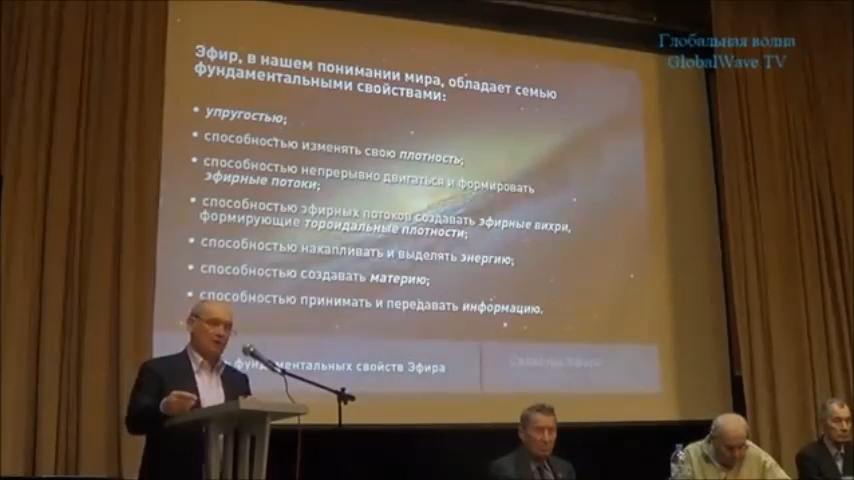 Глобальная волна
GlobalWave TV
Эфир, в нашем понимании мира, обладает семью
фундаментальными свойствами:
• упругостью;
• способностью изменять свою плотность;
• способностью непрерывно двигаться и формировать
эфирные потоки;
• способностью эфирных потоков создавать эфирные вихри,
формирующие тороидальные плотности;
• способностью накапливать и выделять энергию;
• способностью создавать материю;
• способностью принимать и передавать информацию.
фундаментальных свойств Эфира